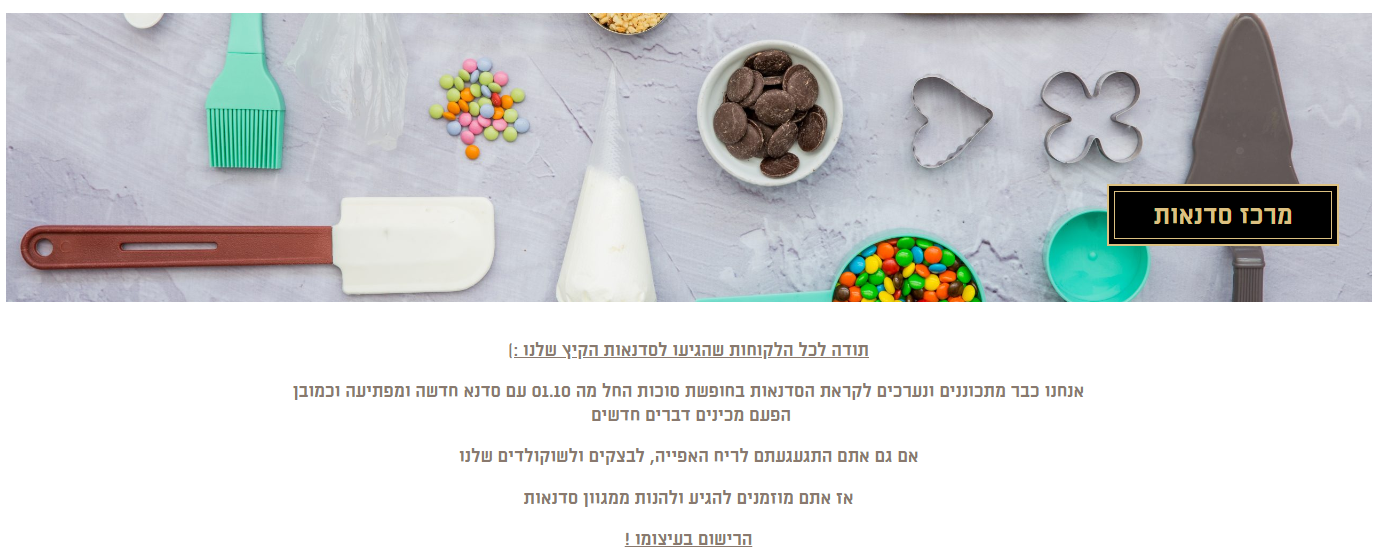 מרכז סדנאות
תודה לכל הלקוחות שהגיעו לסדנאות הקיץ שלנו :)
אנחנו כבר מתכוננים ונערכים לקראת הסדנאות בחופשת סוכות החל מה 01.10 עם סדנא חדשה ומפתיעה וכמובן
הפעם מכינים דברים חדשים
אם גם אתם התגעגעתם לריח האפייה, לבצקים ולשוקולדים שלנו
אז אתם מוזמנים להגיע ולהנות ממגוון סדנאות
הרישום בעיצומו !